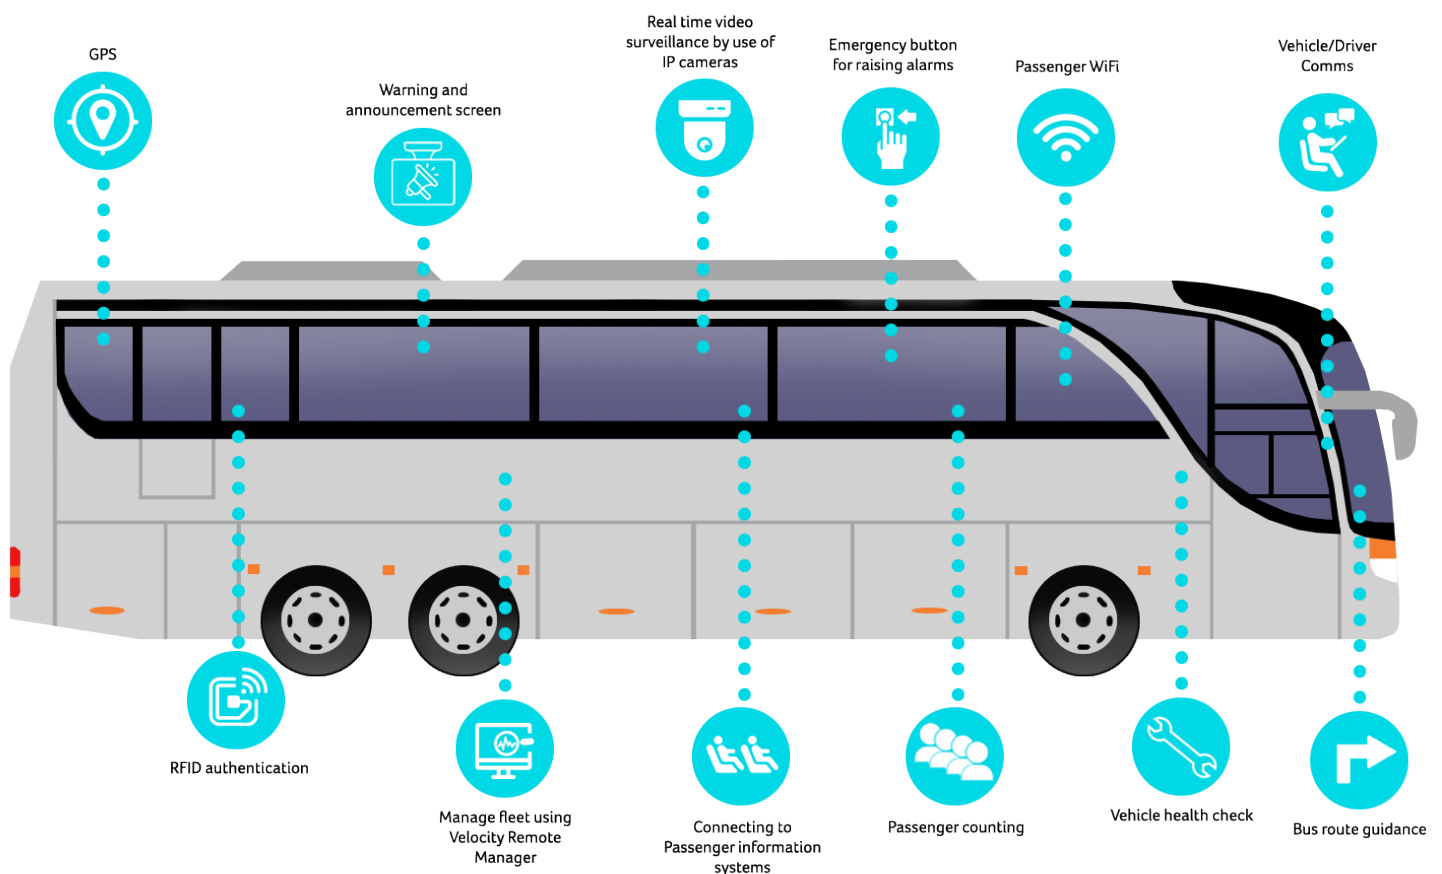 GPS
Warning and
announcement screen
Real time video
surveillance by use of
IP cameras
Emergency button
for raising alarms
Passenger WiFi
Vehicle/Driver
Comms
RFID authentication
Manage fleet using
Velocity Remote
Manager
Connecting to
Passenger information
systems
Passenger counting
Vehicle health check
Bus route guidance